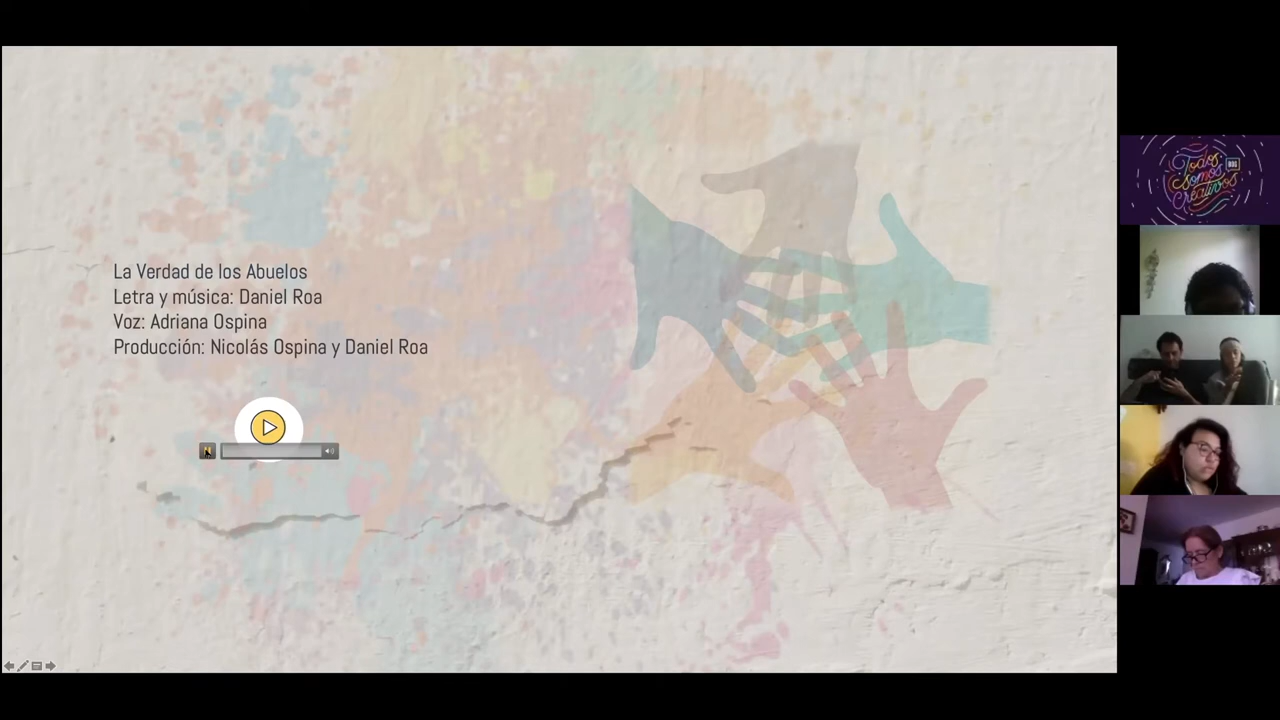 La Verdad de los Abuelos
Letra y música: Daniel Roa
Voz: Adriana Ospina
Producción: Nicolás Ospina y Daniel Roa
Todos
somos
Creativos